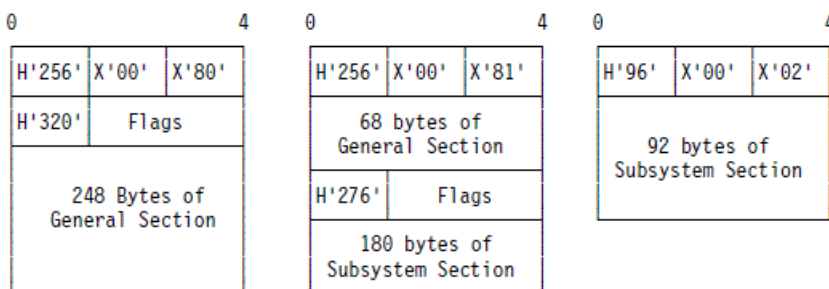 0 4 0 4 0 4
H'256' X'00' X'80' H'256' X'00' X'81' H'96' X'00' X'02'
H'320' Flags
68 bytes of
General Section
92 bytes of
Subsystem Section
248 Bytes of
General Section
H'276' Flags
180 bytes of
Subsystem Section